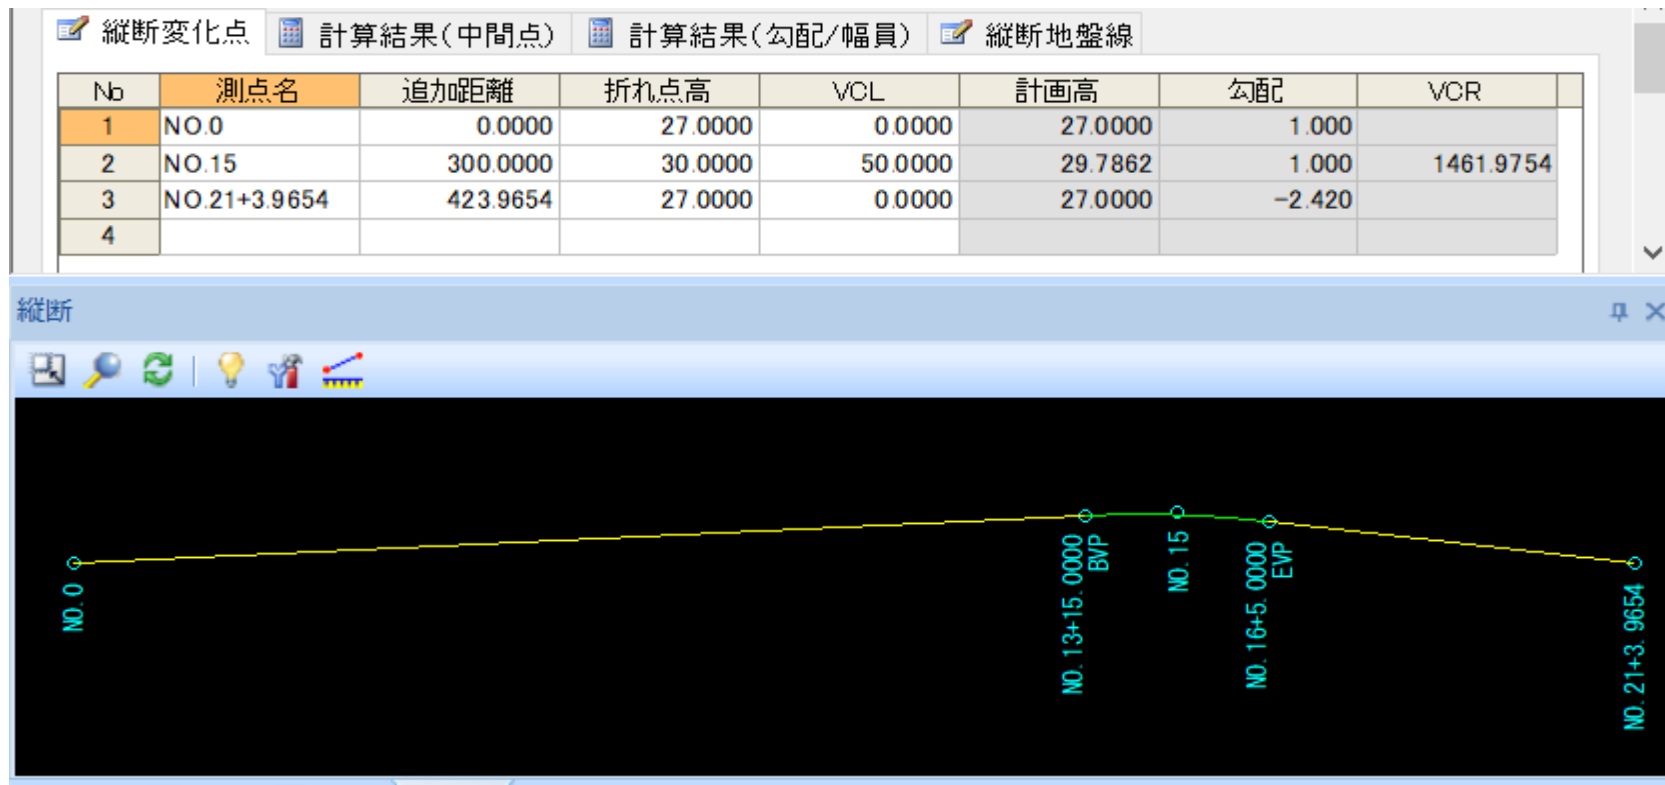 縦断変化点 計算結果(中間点) 計算結果(勾配/幅員) 縦断地盤線
No 測点名 追加距離 折れ点高 VCL 計画高 勾配 VCR
1 NO.0 0.0000 27.0000 0.0000 27.0000 1.000
2 NO.15 300.0000 30.0000 50.0000 29.7862 1.000 1461.9754
3 NO.21+3.9654 423.9654 27.0000 0.0000 27.0000 -2.420
4
縦断
NO.0
NO.13+15.0000
BVP
NO.15
NO.16+5.0000
EVP
NO.21+3.9654